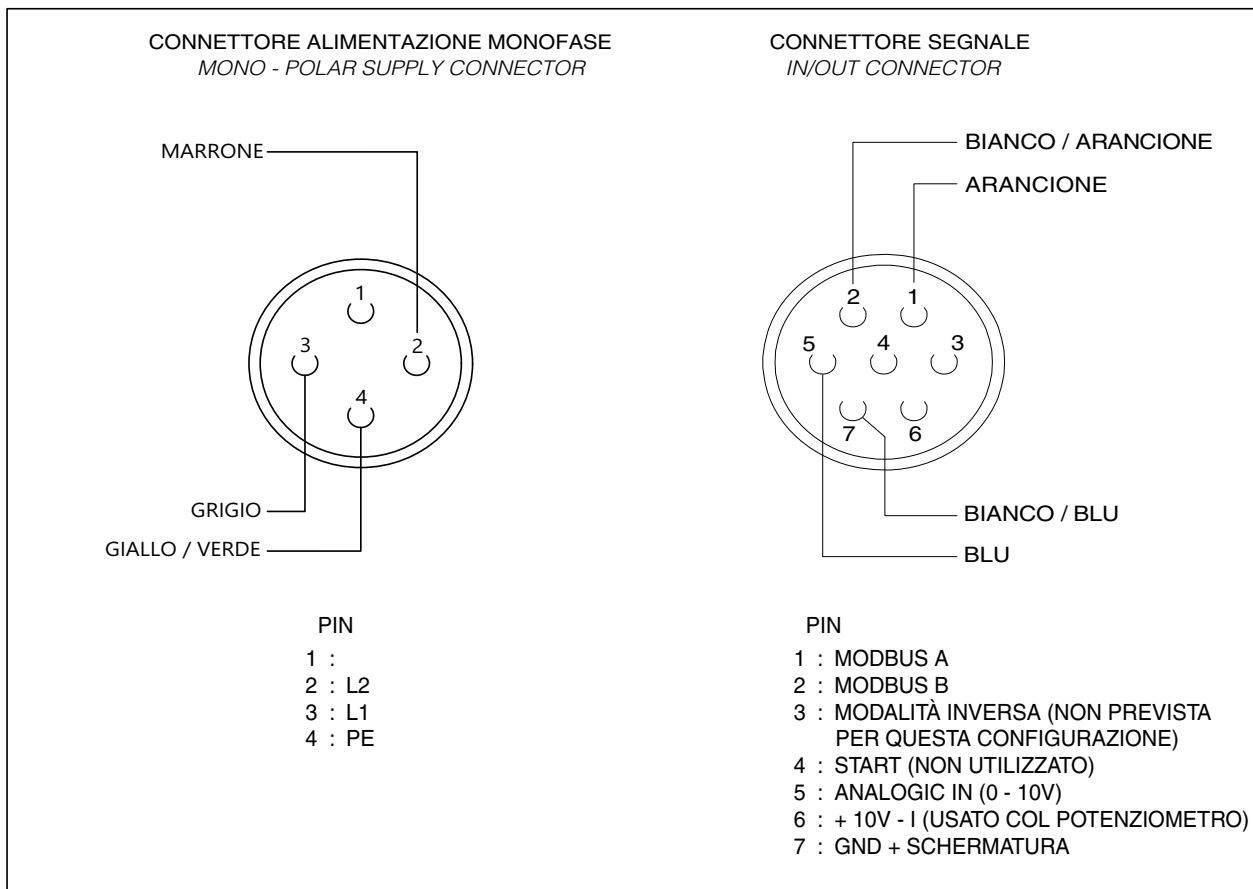 CONNETTORE ALIMENTAZIONE MONOFASE
MONO - POLAR SUPPLY CONNECTOR
MARRONE
1
3
2
4
GRIGIO
GIALLO / VERDE
PIN
1 :
2 : L2
3 : L1
4 : PE
CONNETTORE SEGNALE
IN/OUT CONNECTOR
BIANCO / ARANCIONE
ARANCIONE
2
1
5
4
3
7
6
BIANCO / BLU
BLU
PIN
1 : MODBUS A
2 : MODBUS B
3 : MODALITÀ INVERSA (NON PREVISTA
PER QUESTA CONFIGURAZIONE)
4 : START (NON UTILIZZATO)
5 : ANALOGIC IN (0 - 10V)
6 : + 10V - I (USATO COL POTENZIOMETRO)
7 : GND + SCHERMATURA